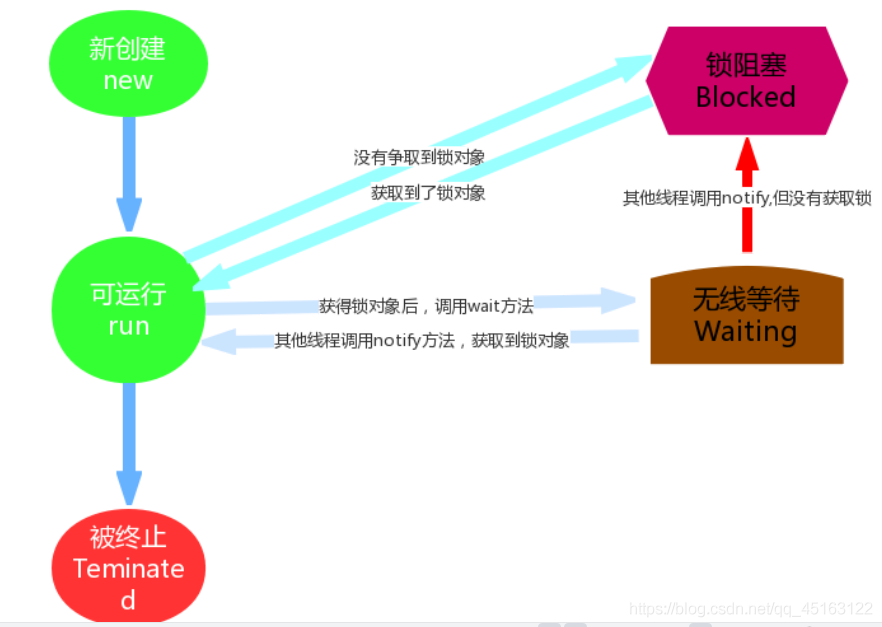 新创建
new
锁阻塞
Blocked
没有争取到锁对象
获取到了锁对象
其他线程调用notify,但没有获取锁
可运行
run
获得锁对象后，调用wait方法
其他线程调用notify方法，获取到锁对象
无线等待
Waiting
被终止
Teminate
d
https://blog.csdn.net/qq_45163122